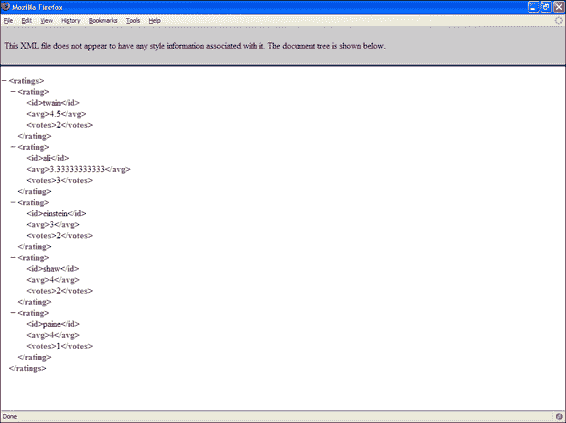 Mozilla Firefox
File Edit View History Bookmarks Tools Help
This XML file does not appear to have any style information associated with it. The document tree is shown below.
− <ratings>
− <rating>
<id>twain</id>
<avg>4.5</avg>
<votes>2</votes>
</rating>
− <rating>
<id>ali</id>
<avg>3.33333333333</avg>
<votes>3</votes>
</rating>
− <rating>
<id>einstein</id>
<avg>3</avg>
<votes>2</votes>
</rating>
− <rating>
<id>shaw</id>
<avg>4</avg>
<votes>2</votes>
</rating>
− <rating>
<id>paine</id>
<avg>4</avg>
<votes>1</votes>
</rating>
</ratings>
Done